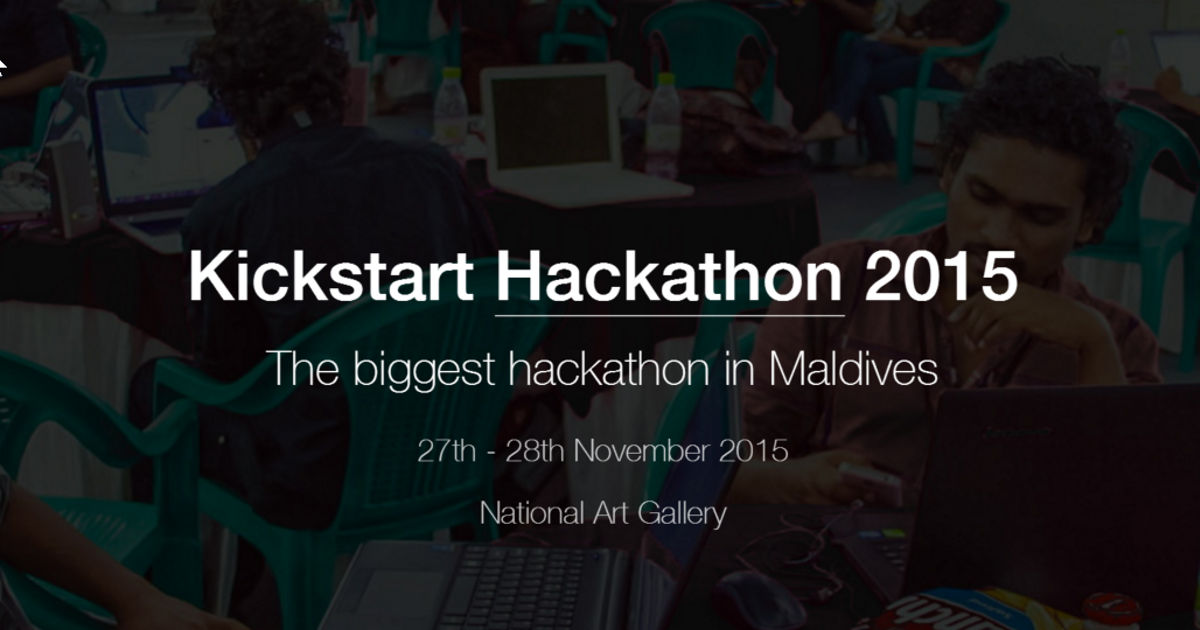 Kickstart Hackathon 2015
The biggest hackathon in Maldives
27th - 28th November 2015
National Art Gallery